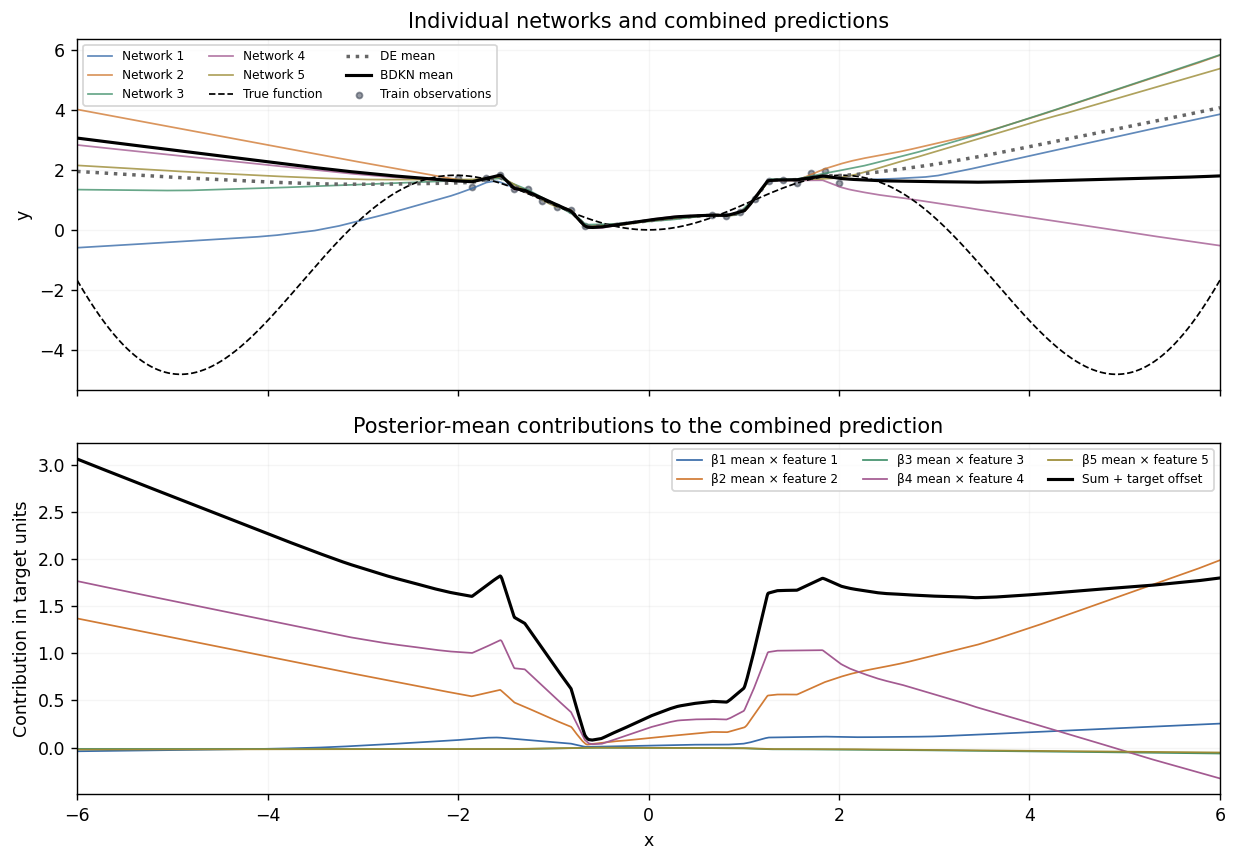 Individual networks and combined predictions
Network 1
Network 2
Network 3
Network 4
Network 5
True function
DE mean
BDKN mean
Train observations
y
6
4
2
0
−2
−4
Posterior-mean contributions to the combined prediction
β1 mean × feature 1
β2 mean × feature 2
β3 mean × feature 3
β4 mean × feature 4
β5 mean × feature 5
Sum + target offset
Contribution in target units
3.0
2.5
2.0
1.5
1.0
0.5
0.0
−6 −4 −2 0 2 4 6
x